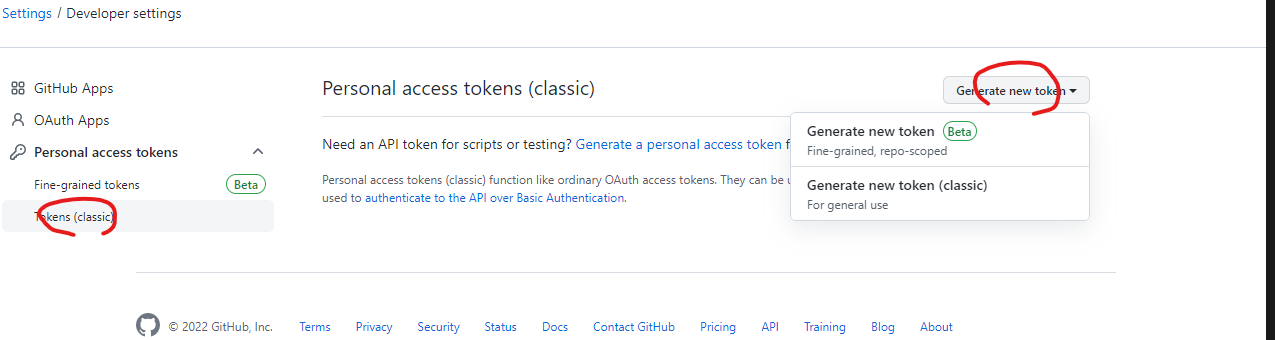 Settings / Developer settings
GitHub Apps
OAuth Apps
Personal access tokens
Fine-grained tokens Beta
Tokens (classic)
Personal access tokens (classic)
Generate new token
Generate new token Beta
Fine-grained, repo-scoped
Generate new token (classic)
For general use
Need an API token for scripts or testing? Generate a personal access token f
Personal access tokens (classic) function like ordinary OAuth access tokens. They can be u
used to authenticate to the API over Basic Authentication.
© 2022 GitHub, Inc. Terms Privacy Security Status Docs Contact GitHub Pricing API Training Blog About